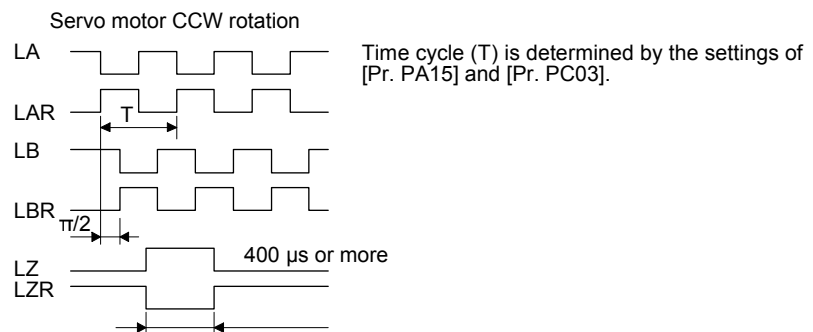 Servo motor CCW rotation
LA
Time cycle (T) is determined by the settings of
[Pr. PA15] and [Pr. PC03].
LAR
T
LB
LBR
π/2
400 μs or more
LZ
LZR